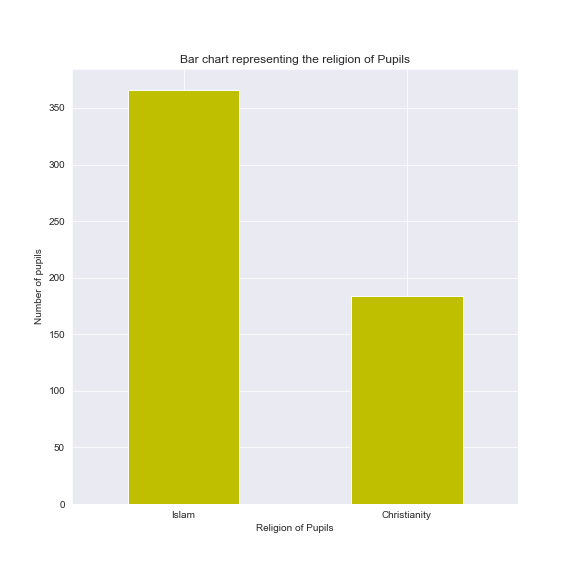 Bar chart representing the religion of Pupils
Number of pupils
350
300
250
200
150
100
50
0
Islam
Christianity
Religion of Pupils